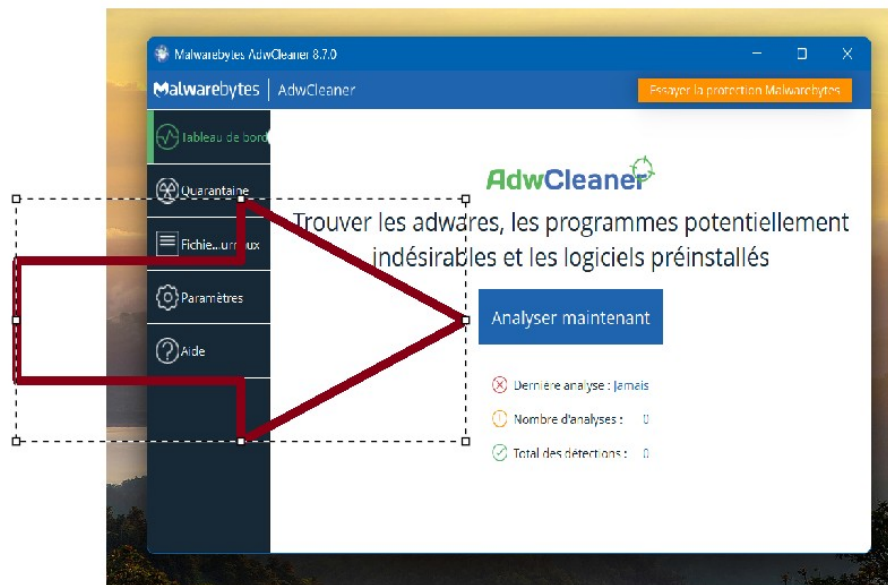 Malwarebytes AdwCleaner 8.7.0
Malwarebytes | AdwCleaner
Essayer la protection Malwarebytes
Tableau de bord
Quarantaine
Fichie...urnaux
Paramètres
Aide
AdwCleaner
Trouver les adwares, les programmes potentiellement
indésirables et les logiciels préinstallés
Analyser maintenant
Dernière analyse : Jamais
Nombre d'analyses : 0
Total des détections : 0